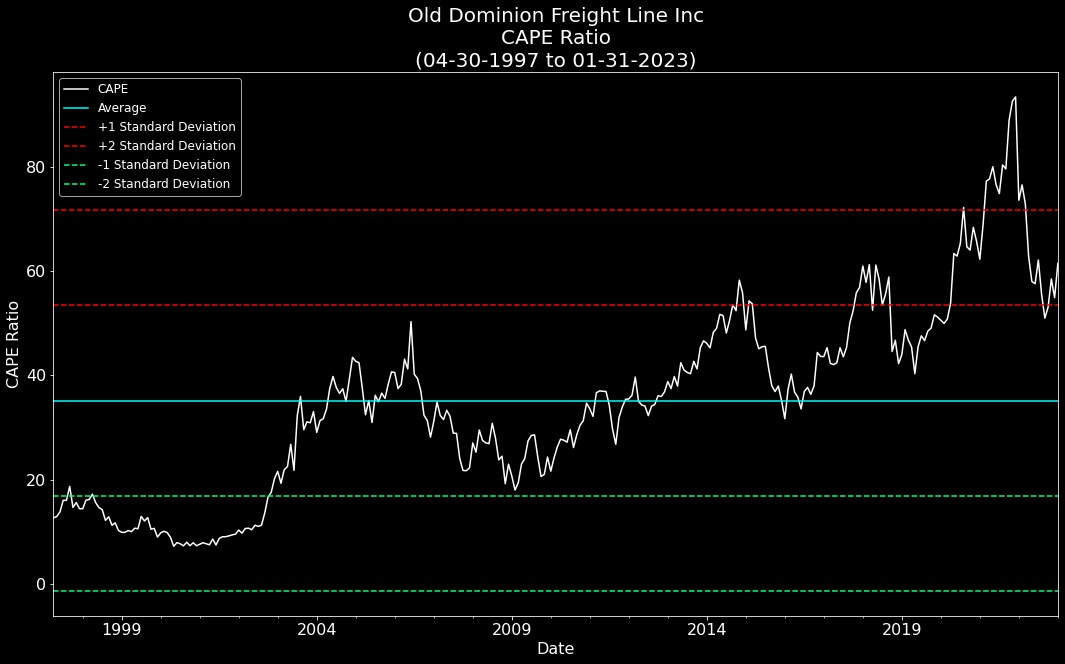 Old Dominion Freight Line Inc
CAPE Ratio
(04-30-1997 to 01-31-2023)
CAPE
Average
+1 Standard Deviation
+2 Standard Deviation
-1 Standard Deviation
-2 Standard Deviation
CAPE Ratio
80
60
40
20
0
1999 2004 2009 2014 2019
Date